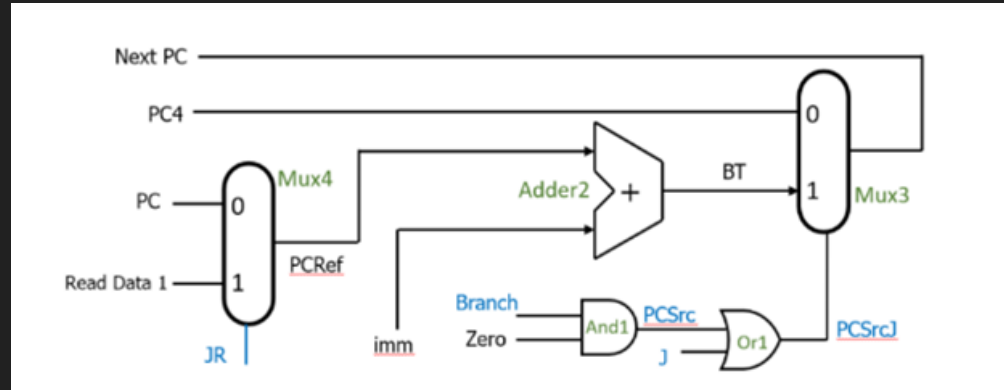 Next PC
PC4
0
Mux4
BT
PC
0
Adder2
+
1
Mux3
Read Data 1
1
PCRef
Branch
PCSrc
And1
Zero
imm
J
Or1
PCSrcJ
JR